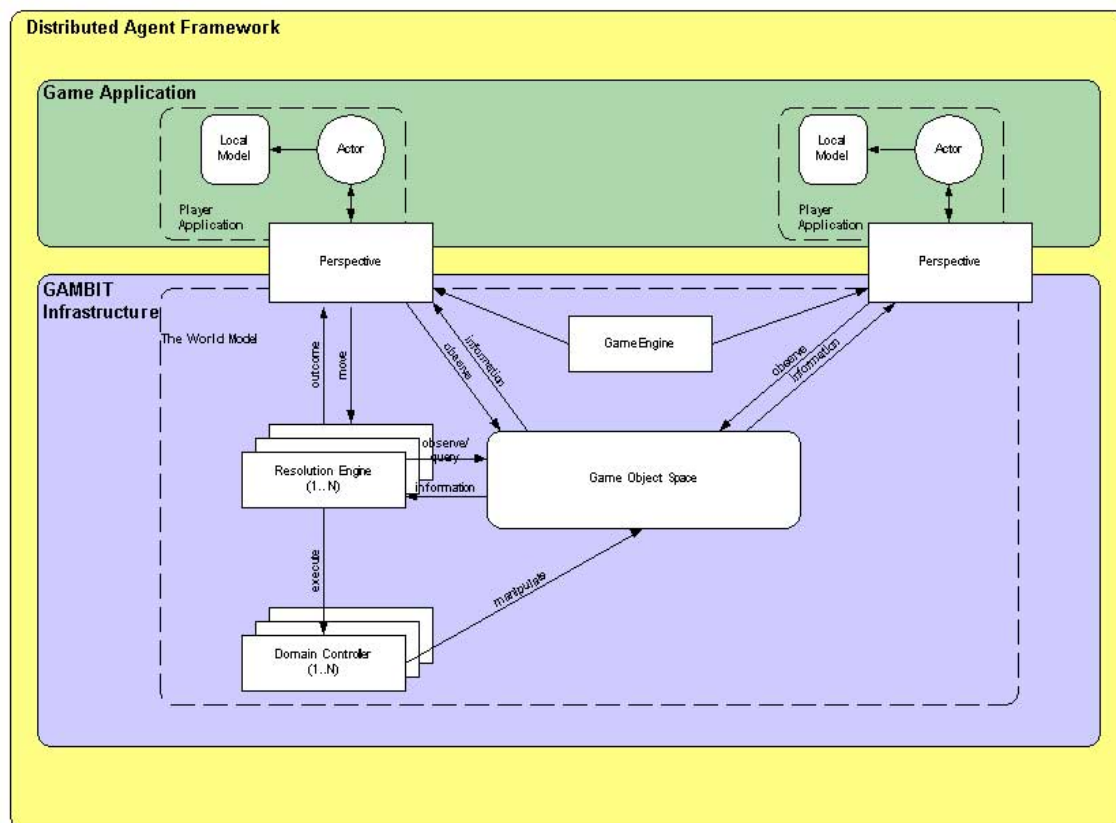 Distributed Agent Framework
Game Application
Local
Model
Actor
Player
Application
Perspective
Local
Model
Actor
Player
Application
Perspective
GAMBIT
Infrastructure
The World Model
GameEngine
outcome
move
observe
information
observe
information
observe/
query
information
Resolution Engine
(1..N)
Game Object Space
execute
manipulate
Domain Controller
(1..N)